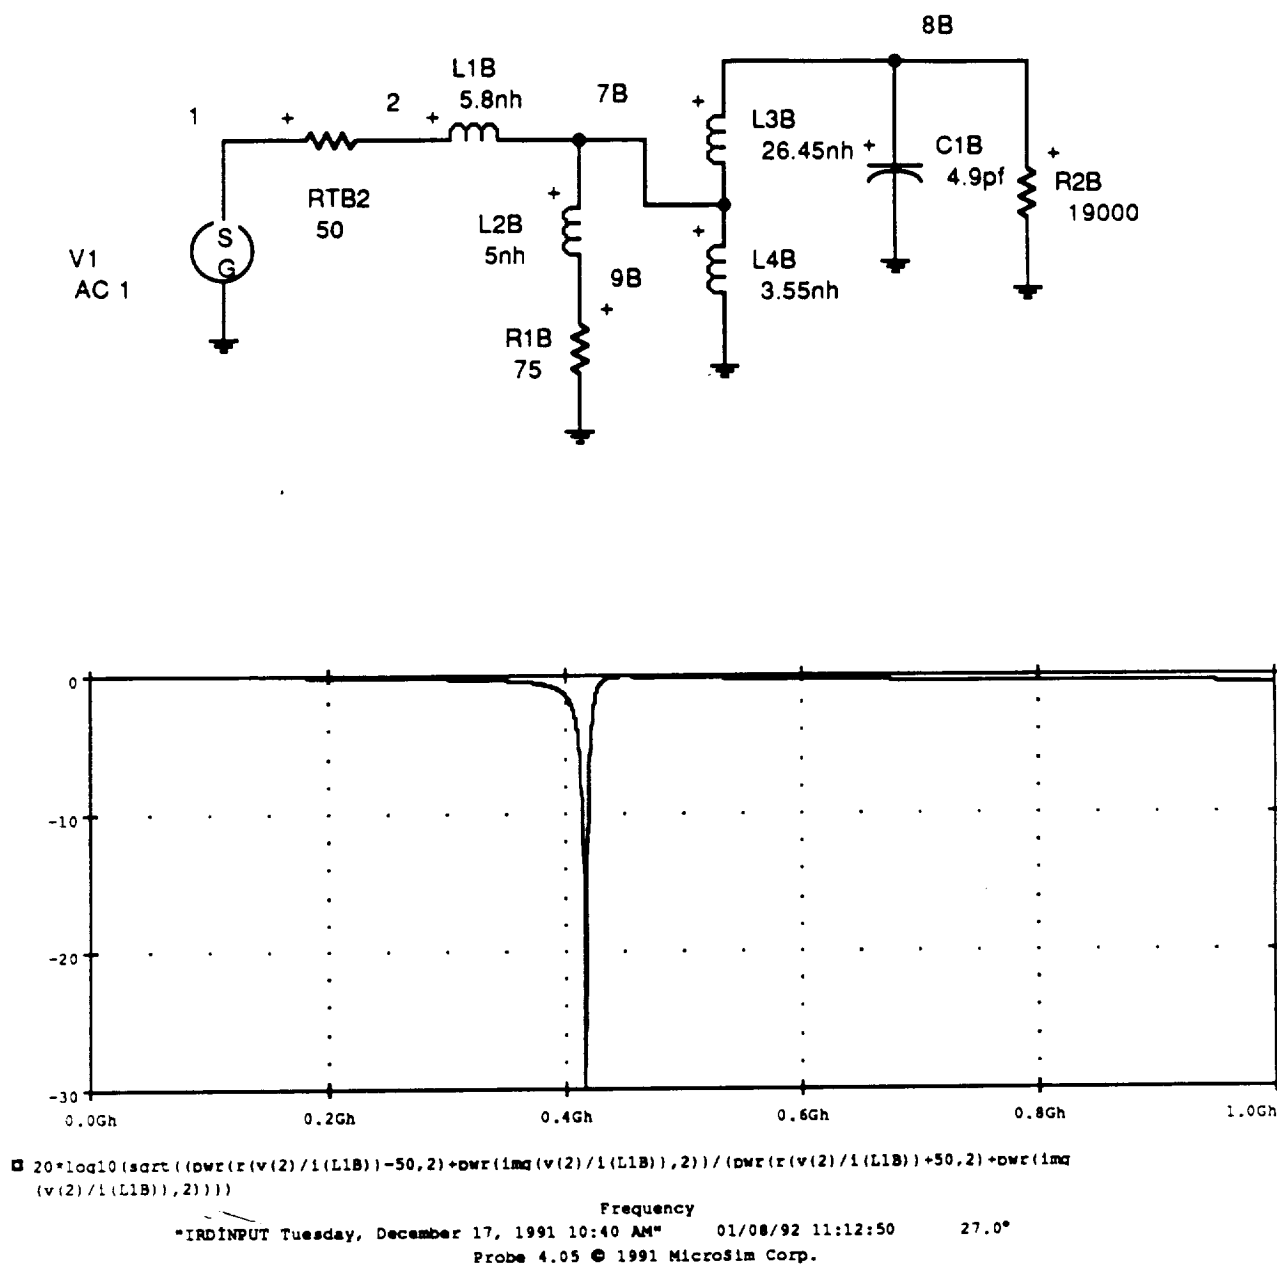 8B
L1B
5.8nh
7B
1
+
2
+
+
L3B
26.45nh
+
C1B
4.9pf
+
R2B
19000
RTB2
50
+
L2B
5nh
+
L4B
3.55nh
S
G
V1
AC 1
9B
+
R1B
75
0
-10
-20
-30
0.0Gh
0.2Gh
0.4Gh
0.6Gh
0.8Gh
1.0Gh
20*log10(sqrt((pwr(r(v(2)/i(L1B))-50,2)+pwr(img(v(2)/i(L1B)),2))/(pwr(r(v(2)/i(L1B))+50,2)+pwr(img
(v(2)/i(L1B)),2))))
Frequency
"IRDINPUT Tuesday, December 17, 1991 10:40 AM" 01/08/92 11:12:50 27.0°
Probe 4.05 © 1991 MicroSim Corp.